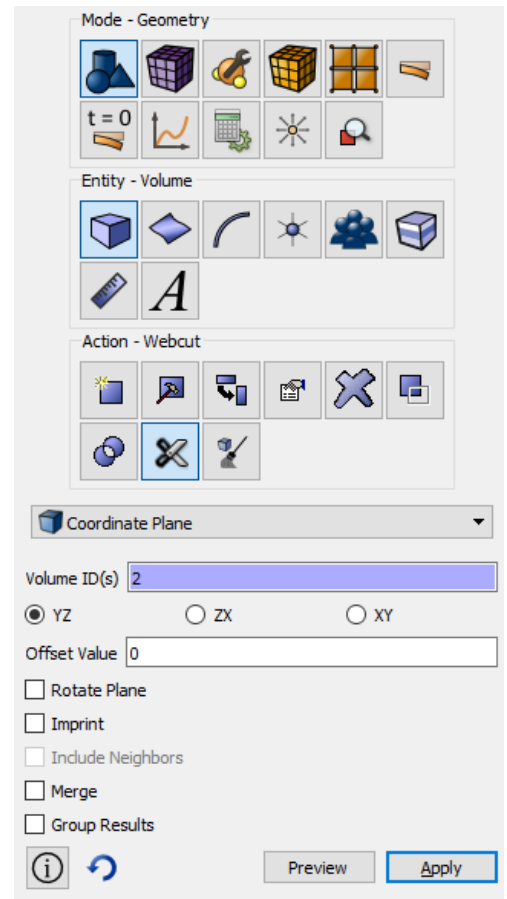 Mode - Geometry
t = 0
Entity - Volume
A
Action - Webcut
Coordinate Plane
Volume ID(s) 2
YZ ZX XY
Offset Value 0
Rotate Plane
Imprint
Include Neighbors
Merge
Group Results
i Preview Apply